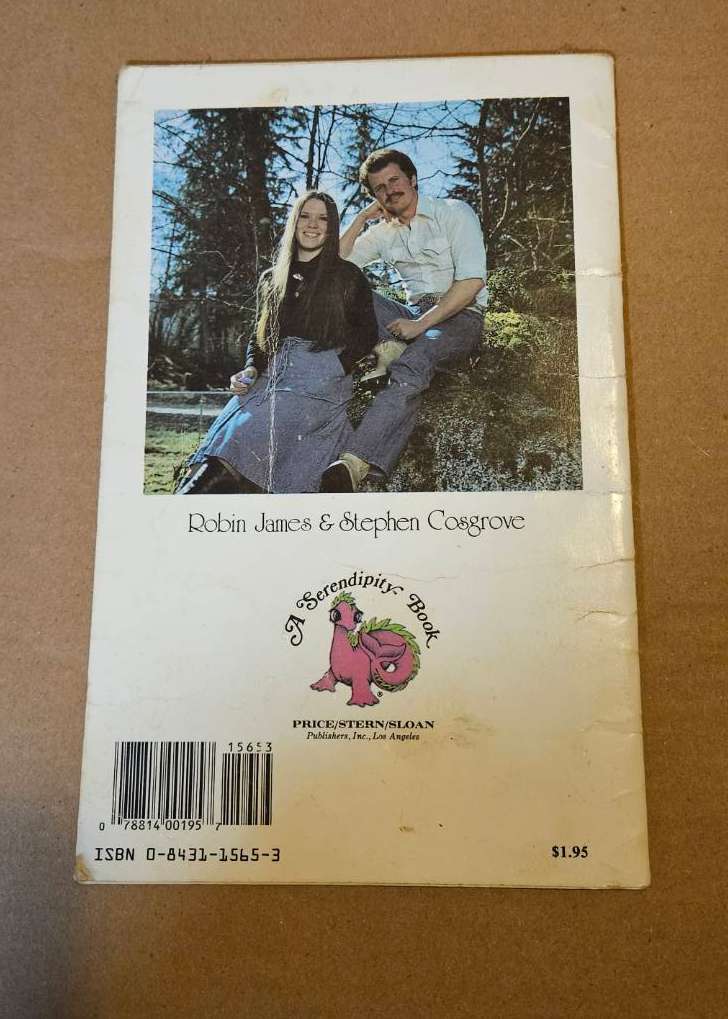 Robin James & Stephen Cosgrove
A Serendipity Book
®
PRICE/STERN/SLOAN
Publishers, Inc., Los Angeles
15653
0 78814 00195 7
ISBN 0-8431-1565-3
$1.95